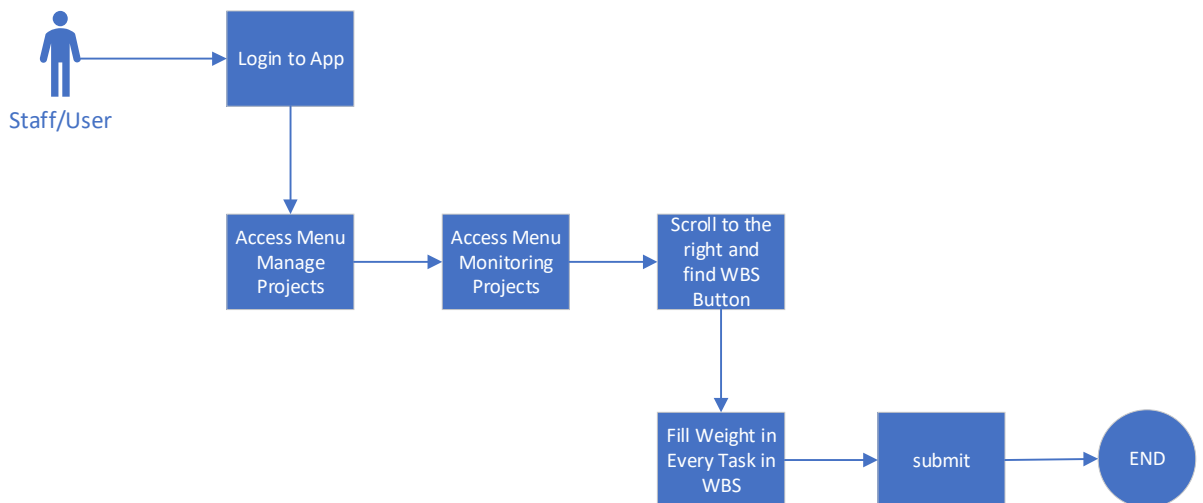 Login to App
Staff/User
Access Menu
Manage
Projects
Access Menu
Monitoring
Projects
Scroll to the
right and
find WBS
Button
Fill Weight in
Every Task in
WBS
submit
END